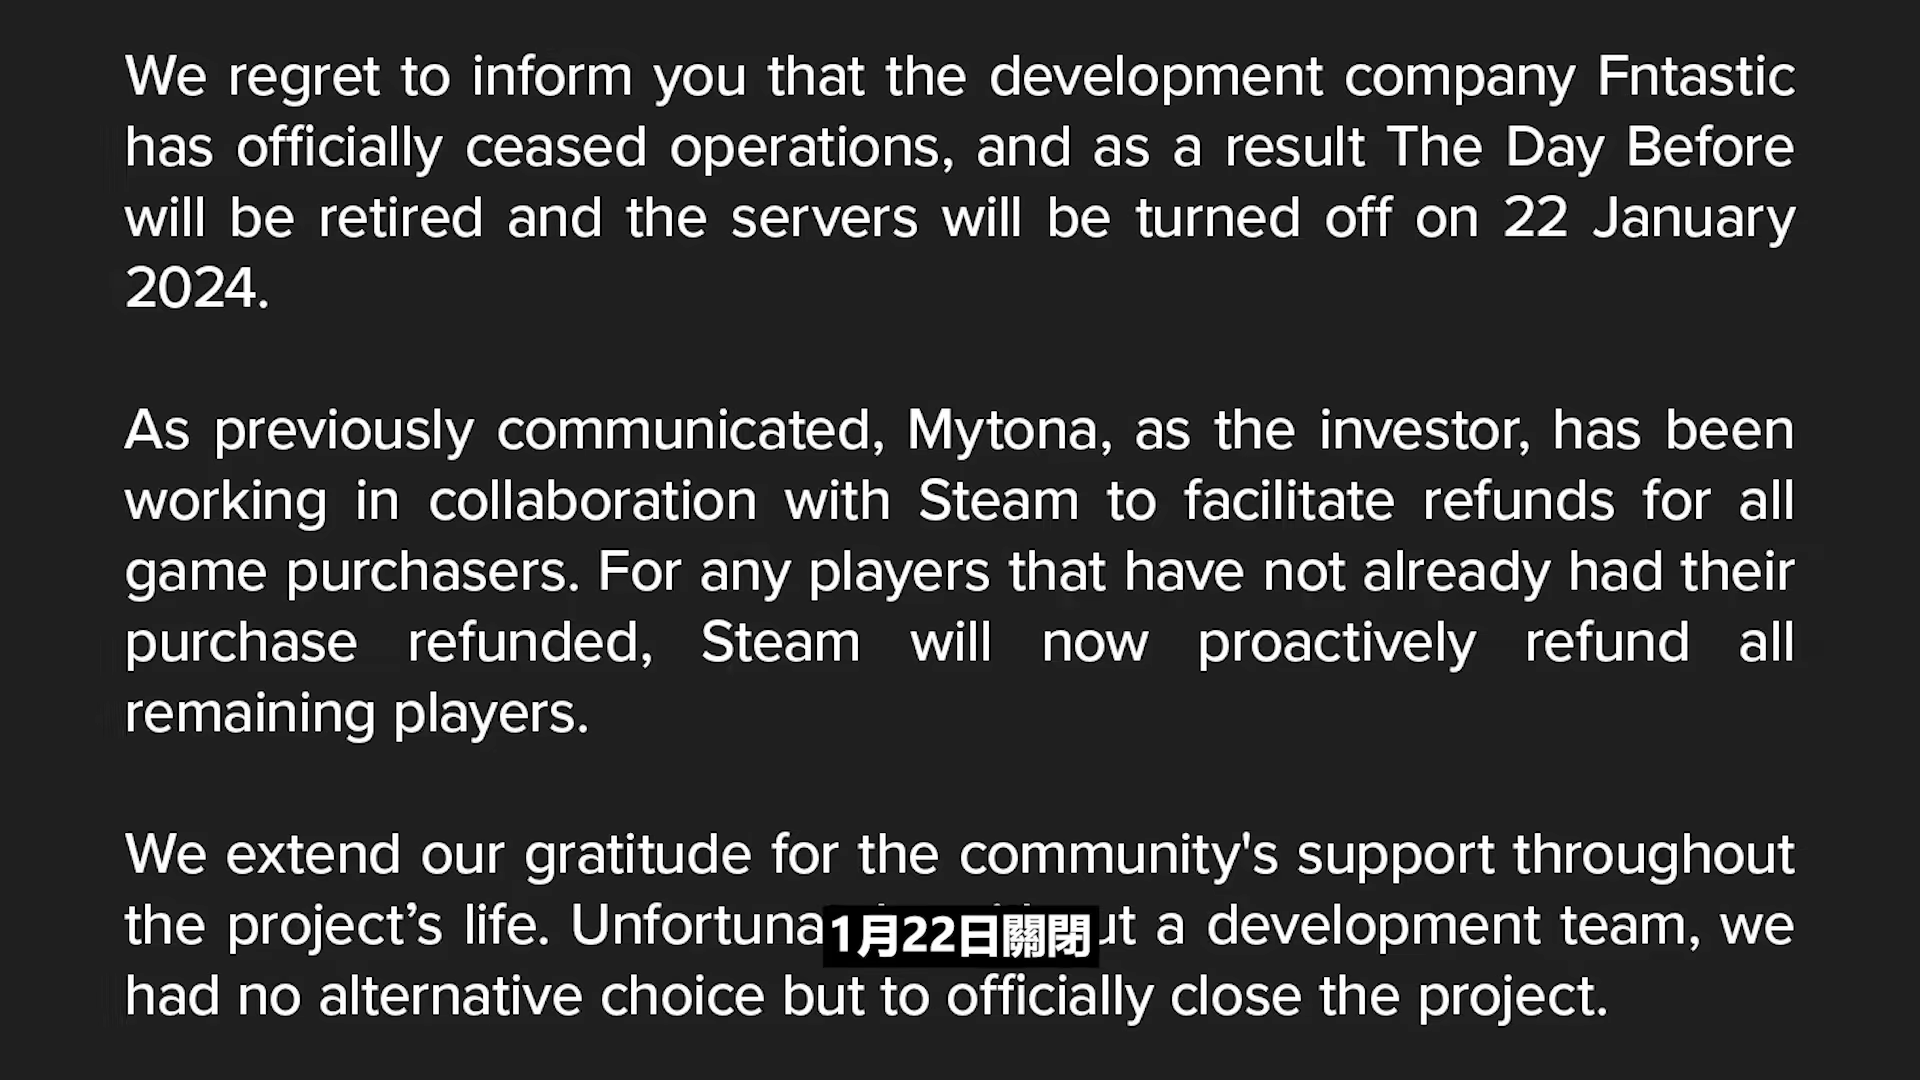 We regret to inform you that the development company Fntastic
has officially ceased operations, and as a result The Day Before
will be retired and the servers will be turned off on 22 January
2024.
As previously communicated, Mytona, as the investor, has been
working in collaboration with Steam to facilitate refunds for all
game purchasers. For any players that have not already had their
purchase refunded, Steam will now proactively refund all
remaining players.
We extend our gratitude for the community's support throughout
the project’s life. a development team, we
1月22日關閉
had no alternative choice but to officially close the project.